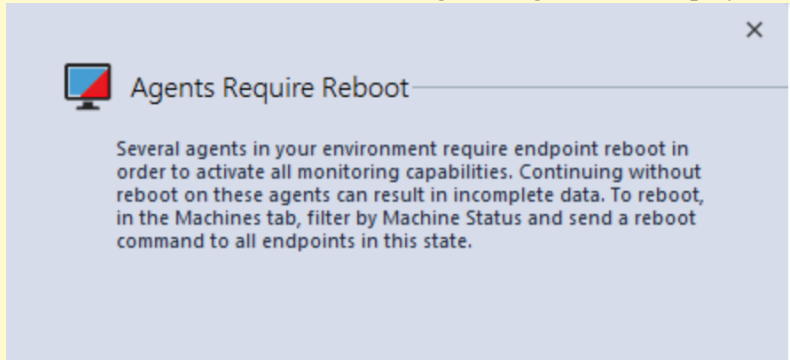 Agents Require Reboot
Several agents in your environment require endpoint reboot in
order to activate all monitoring capabilities. Continuing without
reboot on these agents can result in incomplete data. To reboot,
in the Machines tab, filter by Machine Status and send a reboot
command to all endpoints in this state.